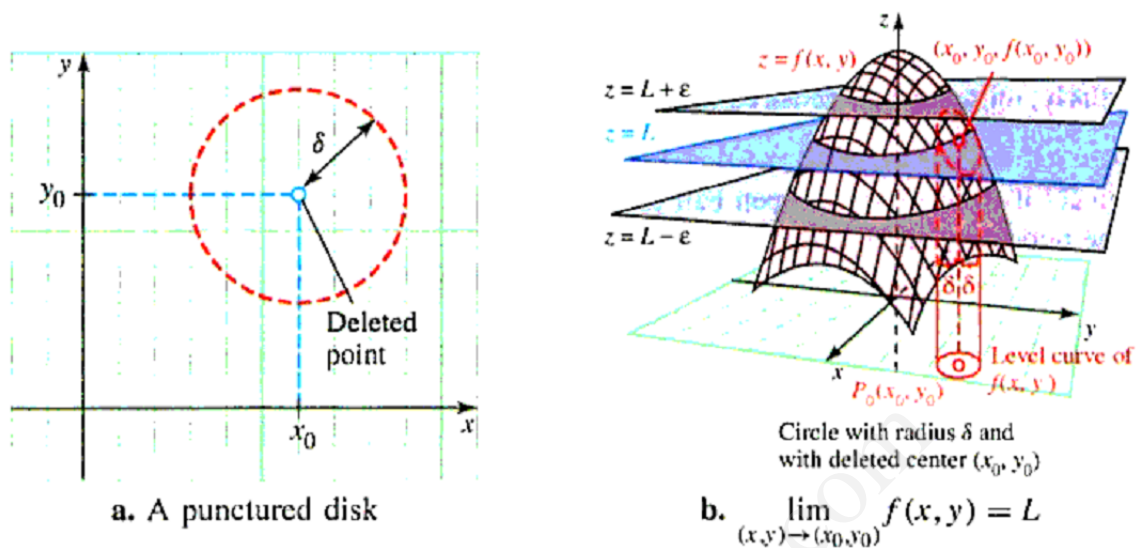 y
δ
y₀
Deleted
point
x₀
x
a. A punctured disk
z
(x₀, y₀, f(x₀, y₀))
z = f(x, y)
z = L + ε
z = L
z = L − ε
δ δ
y
x
Level curve of
f(x, y)
P₀(x₀, y₀)
Circle with radius δ and
with deleted center (x₀, y₀)
b. lim f(x, y) = L
(x,y)→(x₀,y₀)